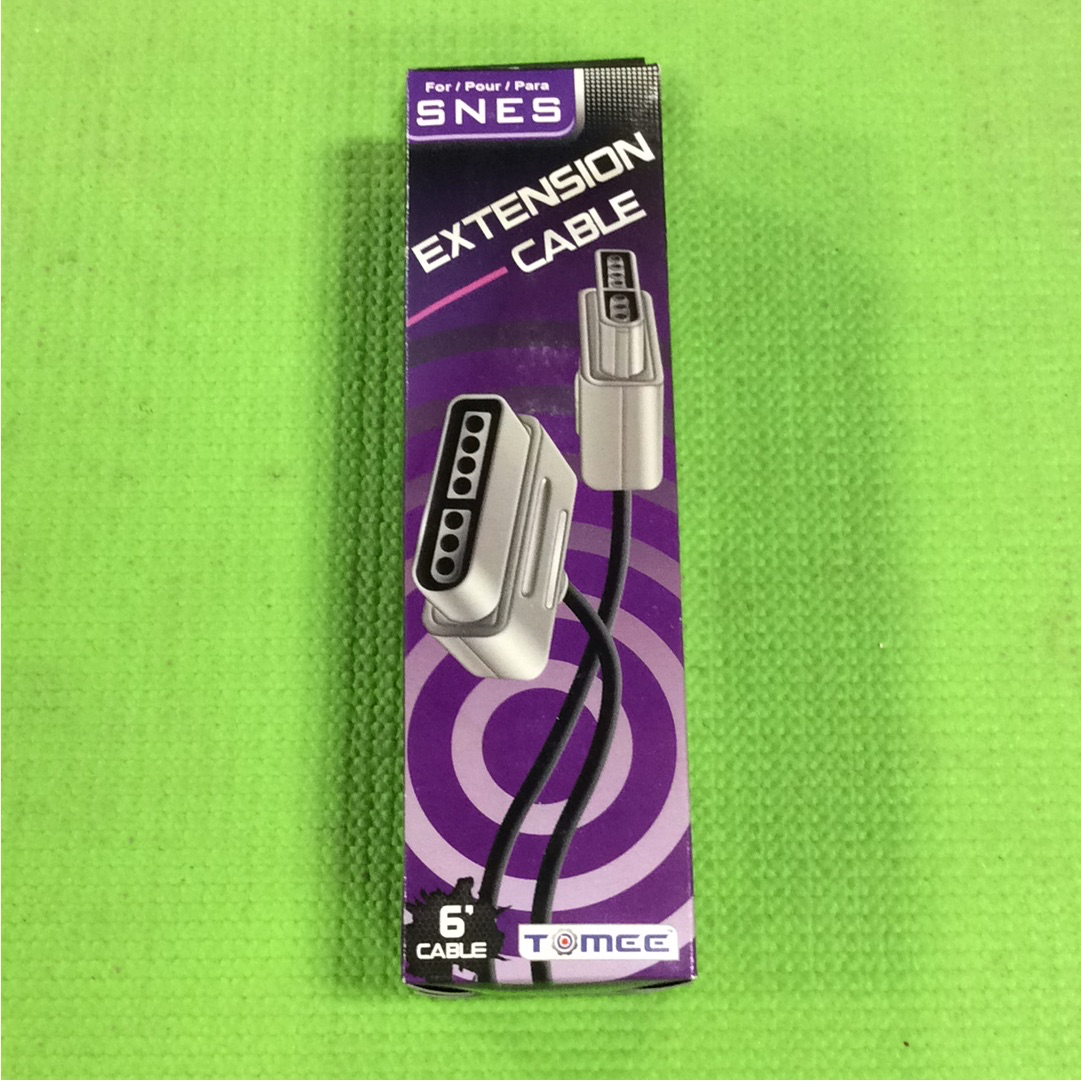 For / Pour / Para
SNES
EXTENSION
CABLE
6'
CABLE
TOMEE